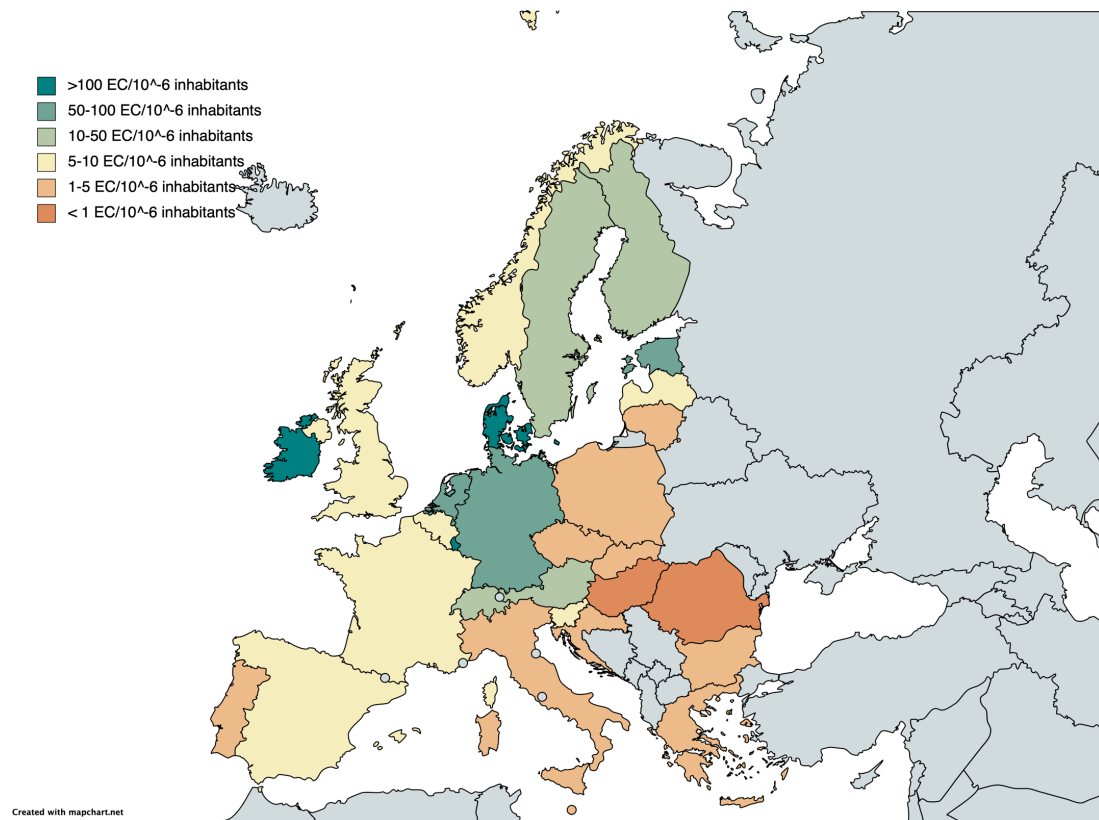 >100 EC/10^-6 inhabitants
50-100 EC/10^-6 inhabitants
10-50 EC/10^-6 inhabitants
5-10 EC/10^-6 inhabitants
1-5 EC/10^-6 inhabitants
< 1 EC/10^-6 inhabitants
Created with mapchart.net